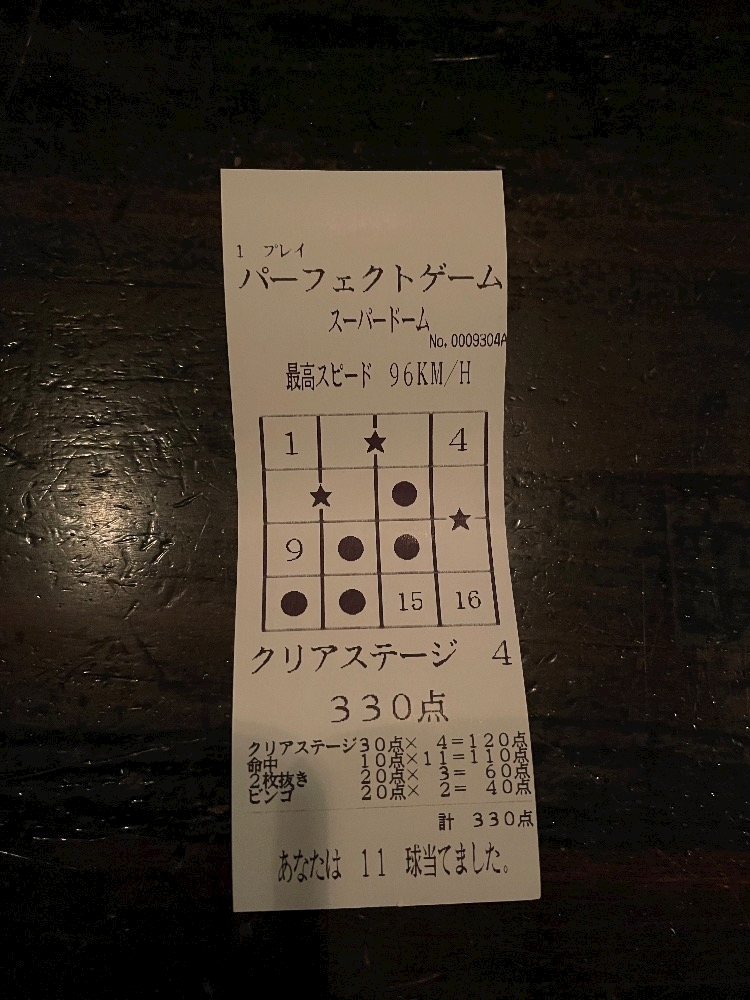 1 プレイ
パーフェクトゲーム
スーパードーム
No.0009304A
最高スピード 96KM/H
1 ★ 4
★ ●
★
9 ● ●
● ● 15 16
クリアステージ 4
330点
クリアステージ30点× 4=120点
命中 10点×11=110点
2枚抜き 20点× 3= 60点
ビンゴ 20点× 2= 40点
計 330点
あなたは 11 球当てました。